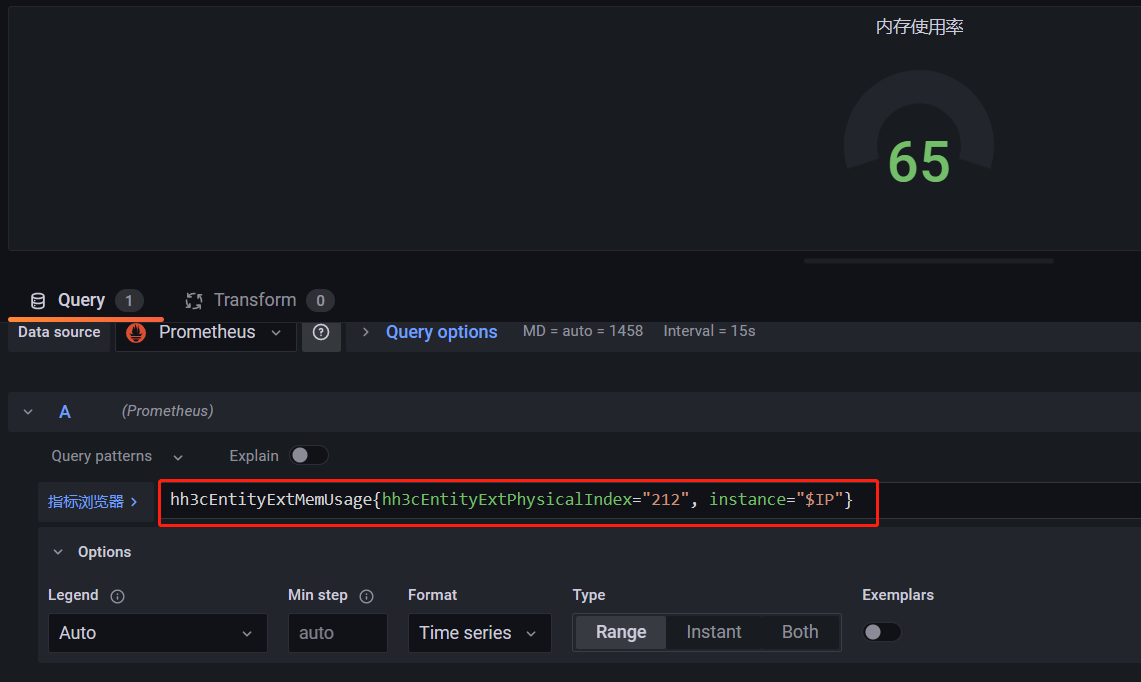 内存使用率
65
Query 1 Transform 0
Data source Prometheus Query options MD = auto = 1458 Interval = 15s
A (Prometheus)
Query patterns Explain
指标浏览器 > hh3cEntityExtMemUsage{hh3cEntityExtPhysicalIndex="212", instance="$IP"}
Options
Legend Min step Format Type Exemplars
Auto auto Time series Range Instant Both